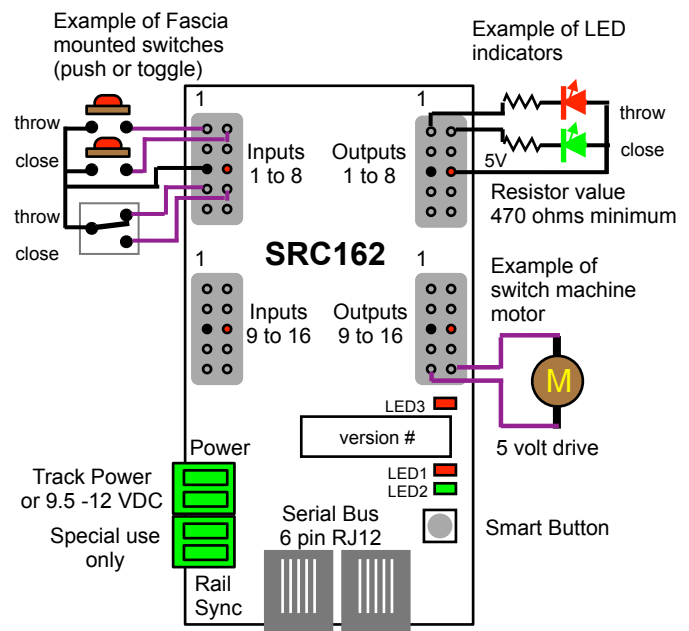 Example of Fascia
mounted switches
(push or toggle)
throw
close
throw
close
1
Inputs
1 to 8
1
Outputs
1 to 8
Example of LED
indicators
throw
close
5V
Resistor value
470 ohms minimum
SRC162
1
Inputs
9 to 16
1
Outputs
9 to 16
Example of
switch machine
motor
M
5 volt drive
LED3
version #
LED1
LED2
Power
Track Power
or 9.5 -12 VDC
Special use
only
Rail
Sync
Serial Bus
6 pin RJ12
Smart Button